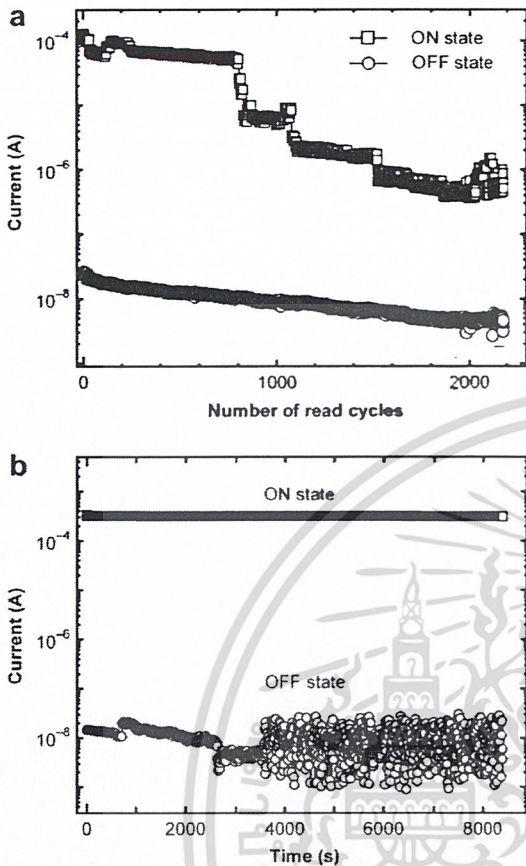 a
10⁻⁴
10⁻⁶
10⁻⁸
Current (A)
ON state
OFF state
0
1000
2000
Number of read cycles
b
10⁻⁴
10⁻⁶
10⁻⁸
Current (A)
ON state
OFF state
0
2000
4000
6000
8000
Time (s)